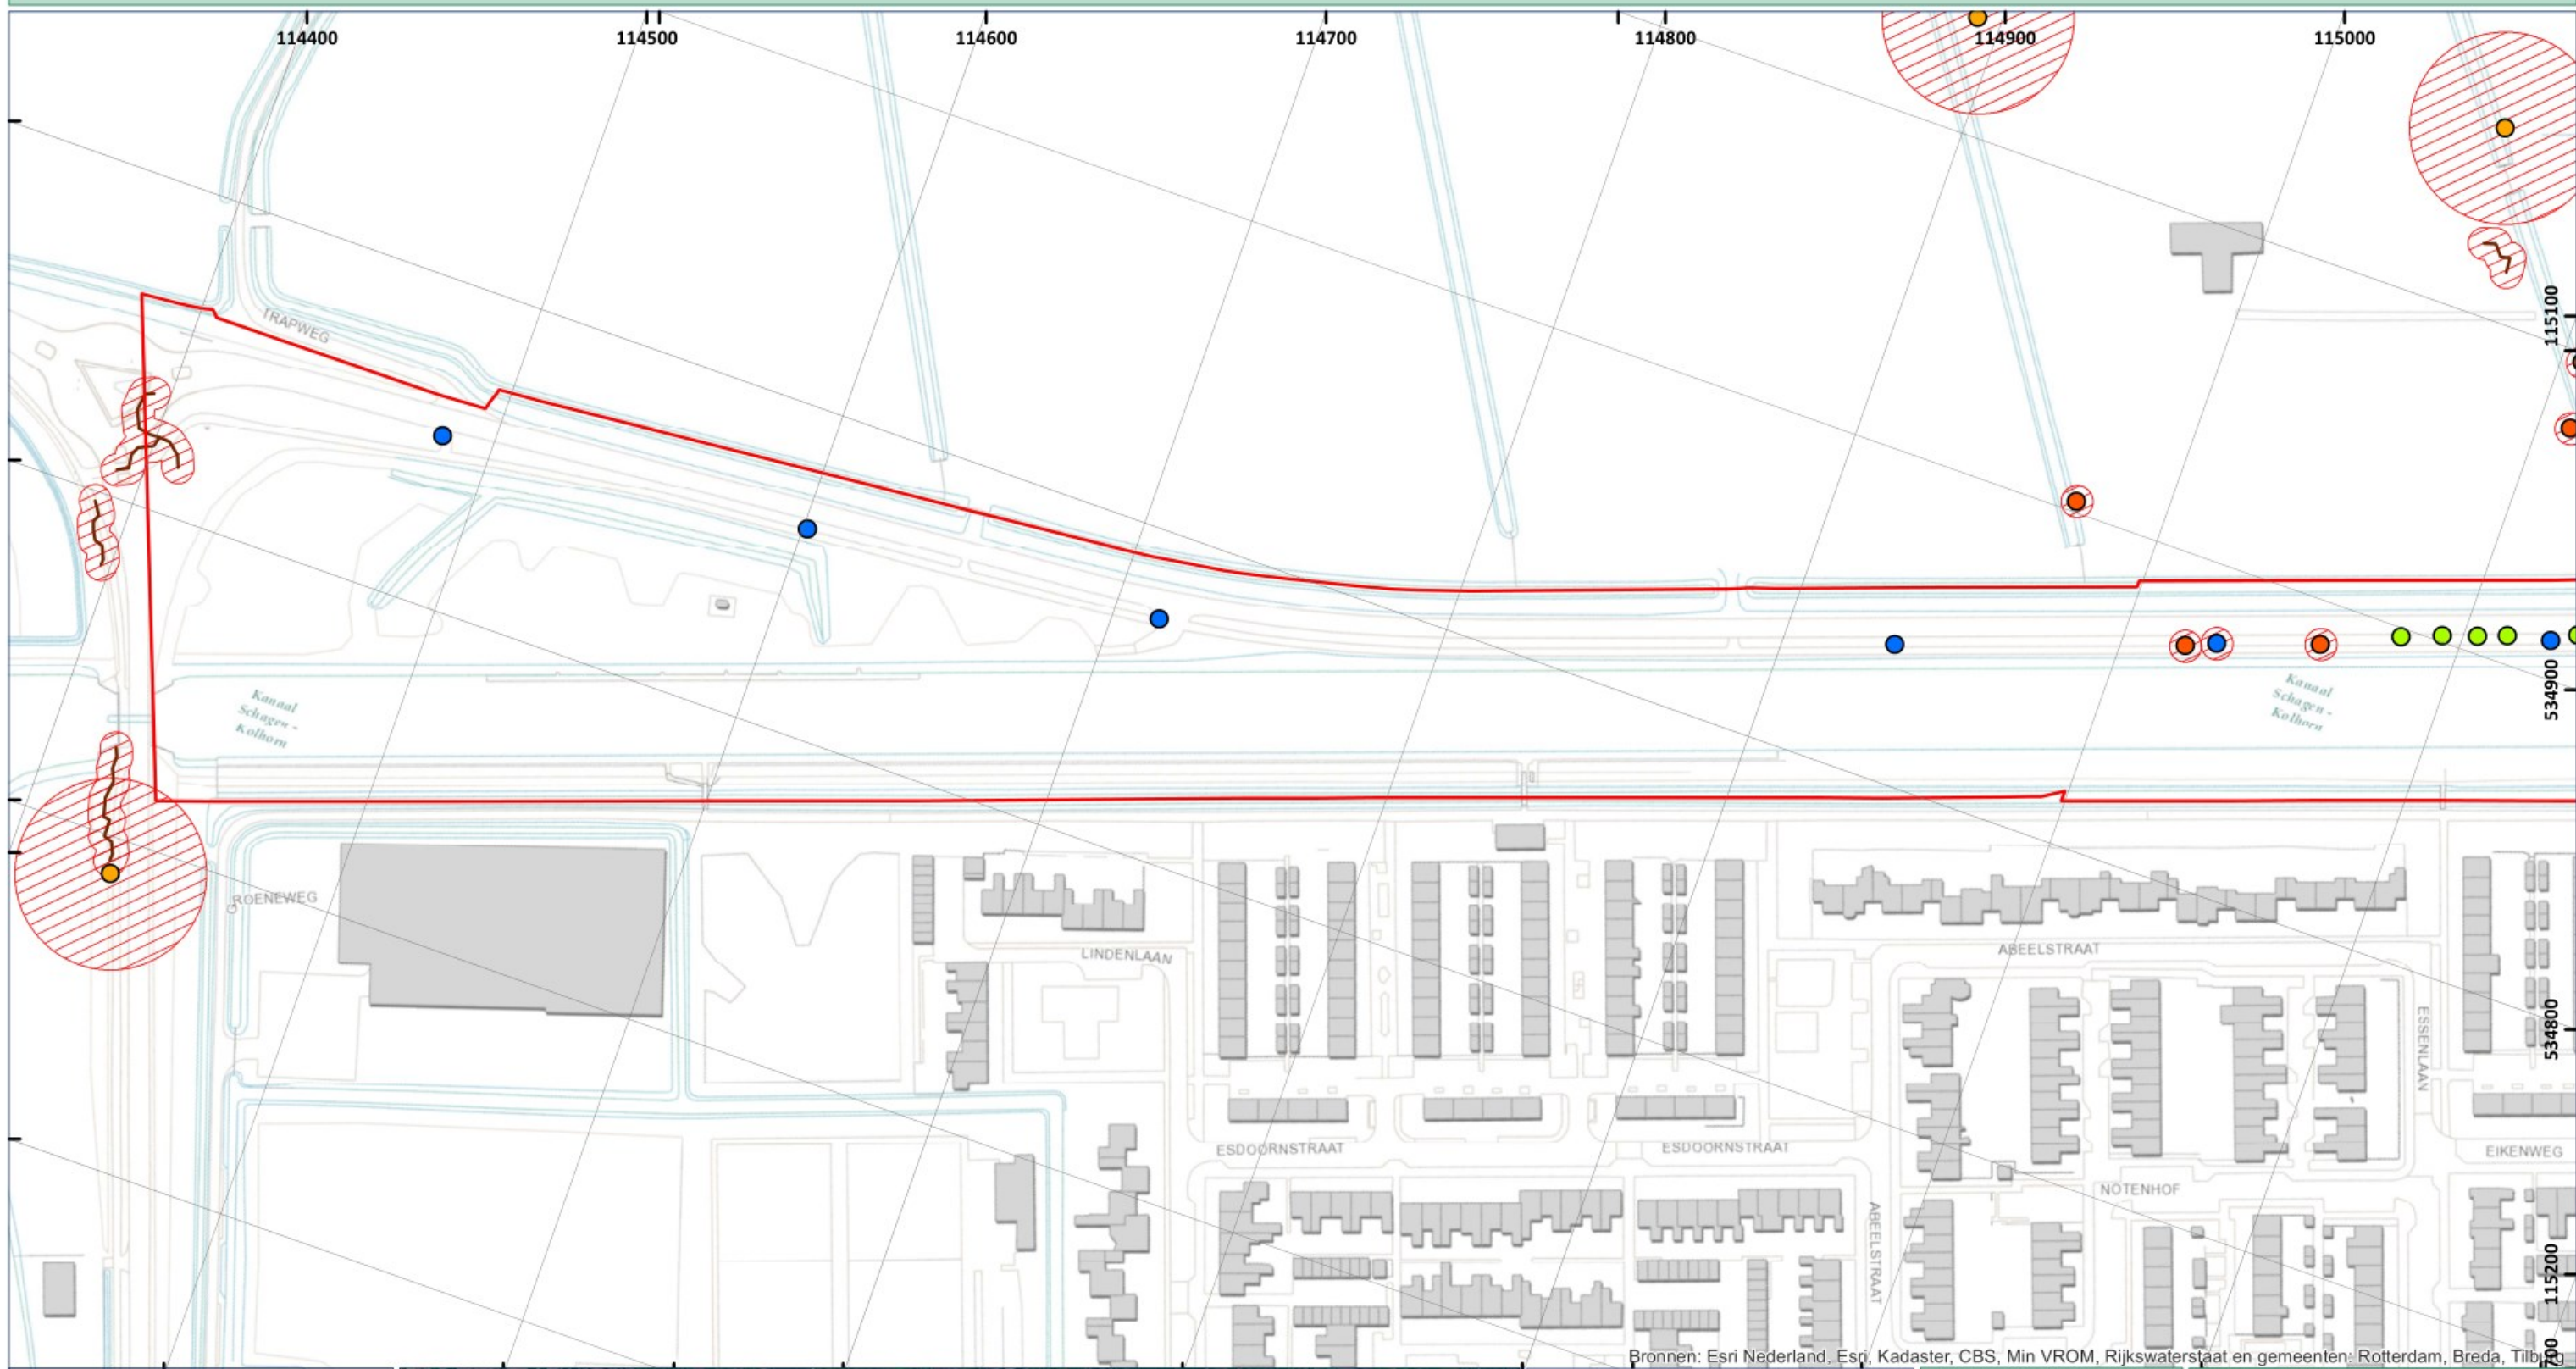 114400
114500
114600
114700
114800
114900
115000
115100
TRAPWEG
534900
Kanaal
Schagen -
Kolhorn
Kanaal
Schagen -
Kolhorn
ROENEWEG
LINDENLAAN
ABEELSTRAAT
ESSENLAAN
534800
ESDOORNSTRAAT
ESDOORNSTRAAT
EIKENWEG
NOTENHOF
ABEELSTRAAT
115200
Bronnen: Esri Nederland, Esri, Kadaster, CBS, Min VROM, Rijkswaterstaat en gemeenten: Rotterdam, Breda,